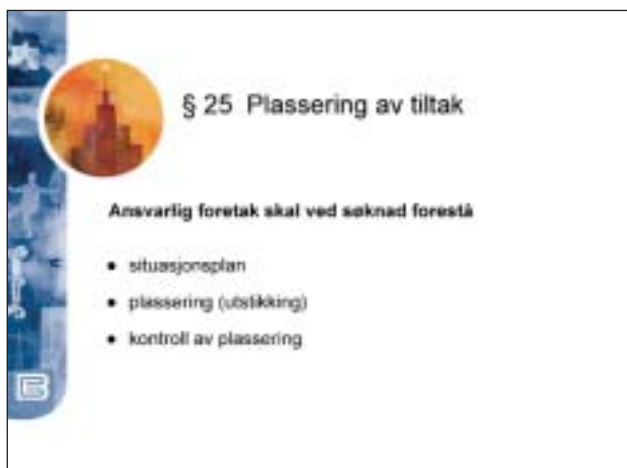 § 25 Plassering av tiltak
Ansvarlig foretak skal ved søknad forestå
• situasjonsplan
• plassering (utstikking)
• kontroll av plassering